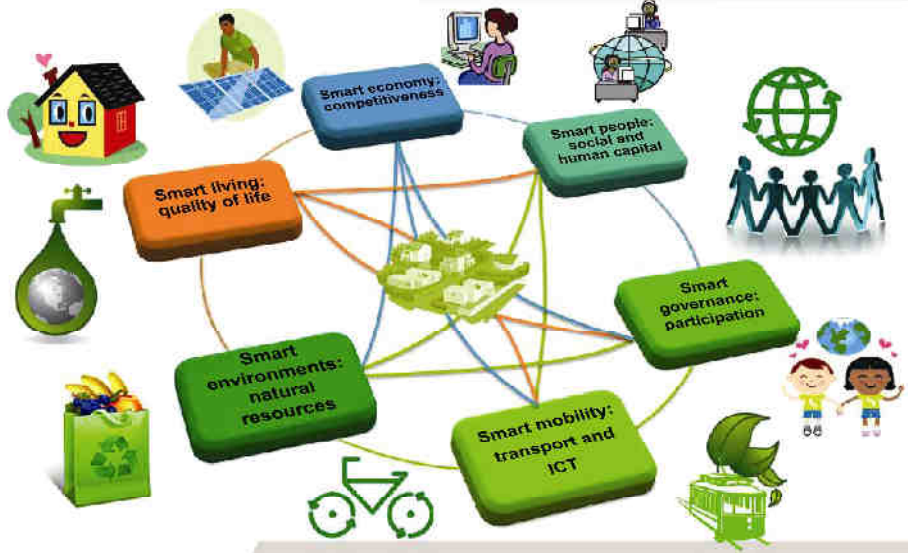 Smart economy:
competitiveness
Smart people:
social and
human capital
Smart living:
quality of life
Smart
governance:
participation
Smart
environments:
natural
resources
Smart mobility:
transport and
ICT